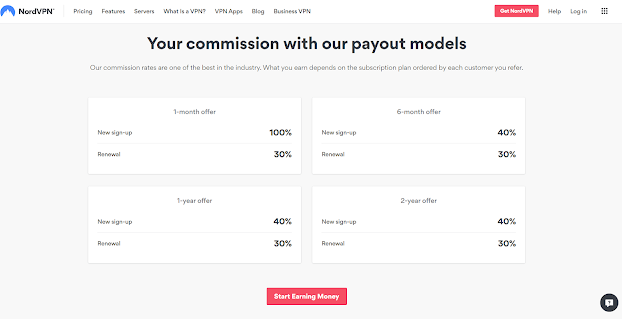 NordVPN® Pricing Features Servers What is a VPN? VPN Apps Blog Business VPN Get NordVPN Help Log in
Your commission with our payout models
Our commission rates are one of the best in the industry. What you earn depends on the subscription plan ordered by each customer you refer.
1-month offer
New sign-up 100%
Renewal 30%
6-month offer
New sign-up 40%
Renewal 30%
1-year offer
New sign-up 40%
Renewal 30%
2-year offer
New sign-up 40%
Renewal 30%
Start Earning Money